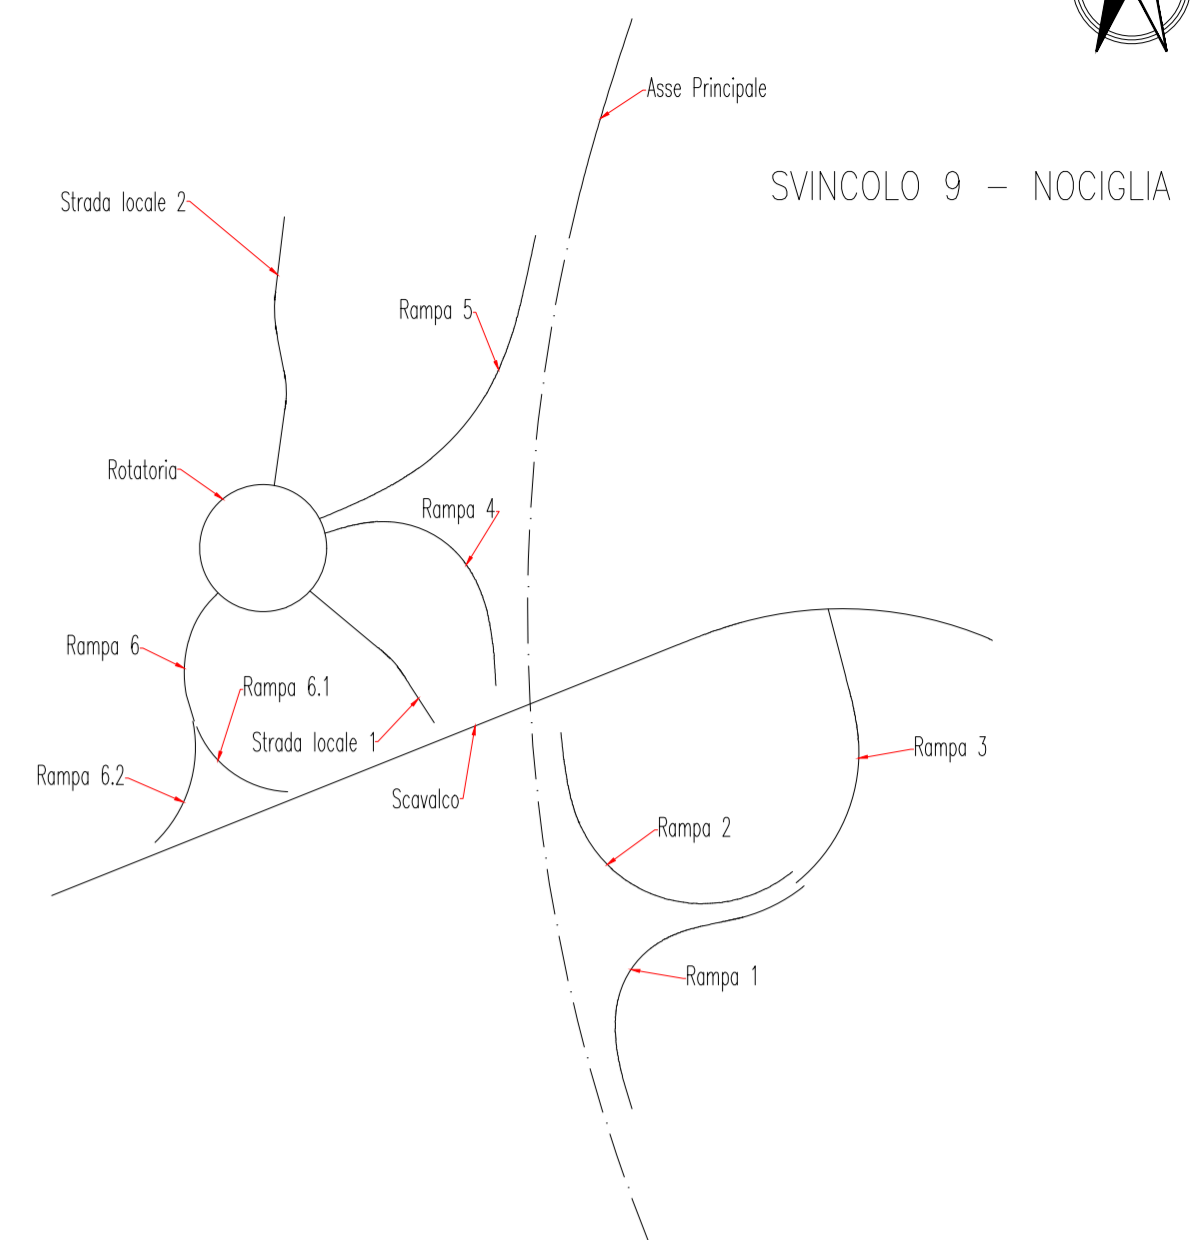 Asse Principale
SVINCOLO 9 – NOCIGLIA
Strada locale 2
Rampa 5
Rotatoria
Rampa 4
Rampa 6
Rampa 6.1
Strada locale 1
Rampa 3
Rampa 6.2
Scavalco
Rampa 2
Rampa 1